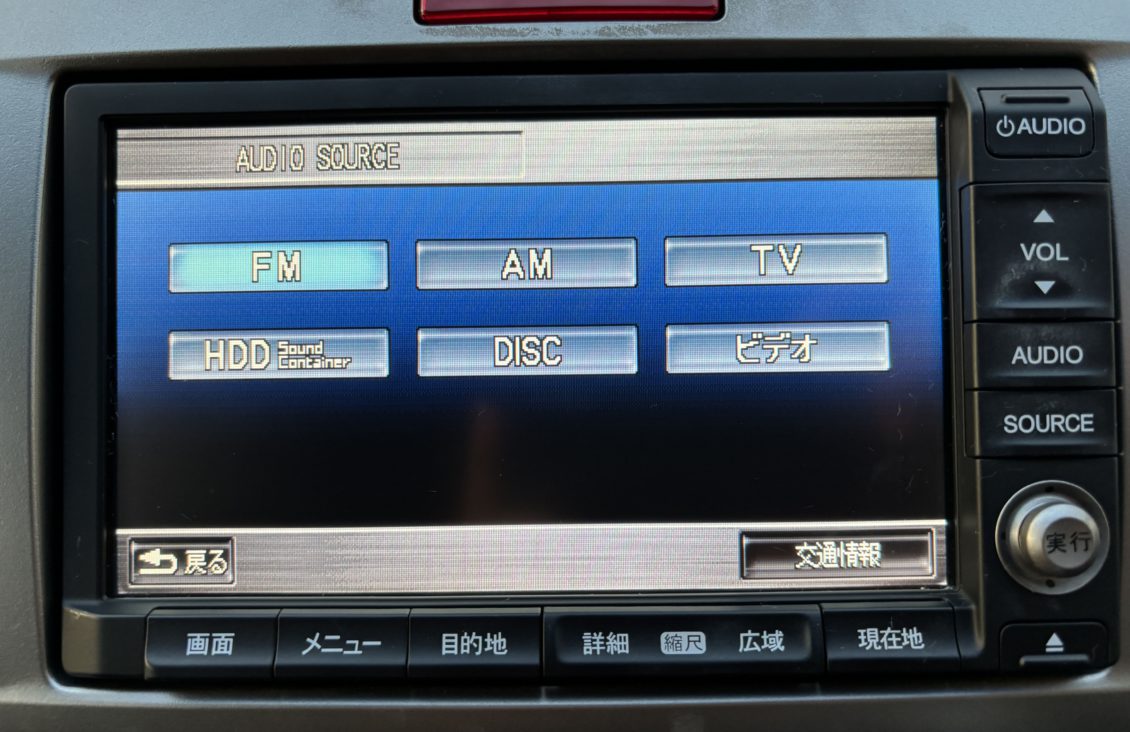 AUDIO SOURCE
AUDIO
FM AM TV
VOL
HDD Sound Container DISC ビデオ
AUDIO
SOURCE
戻る 交通情報
実行
画面 メニュー 目的地 詳細 縮尺 広域 現在地